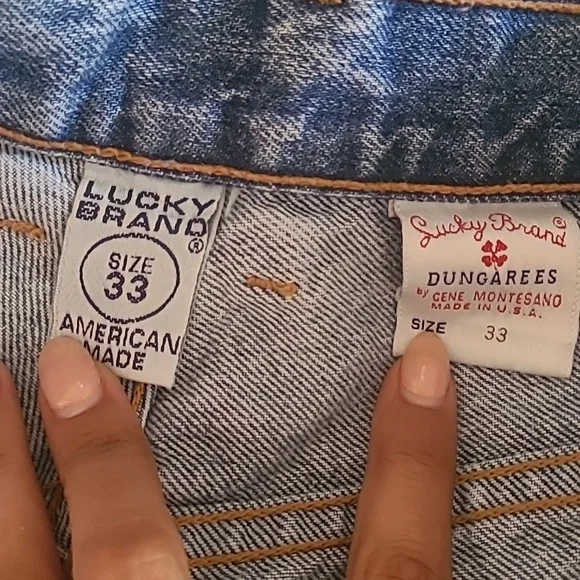 LUCKY
BRAND®
SIZE
33
AMERICAN
MADE
Lucky Brand®
DUNGAREES
by GENE MONTESANO
MADE IN U.S.A.
SIZE 33